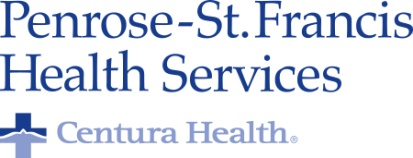 Penrose-St. Francis
Health Services
Centura Health®